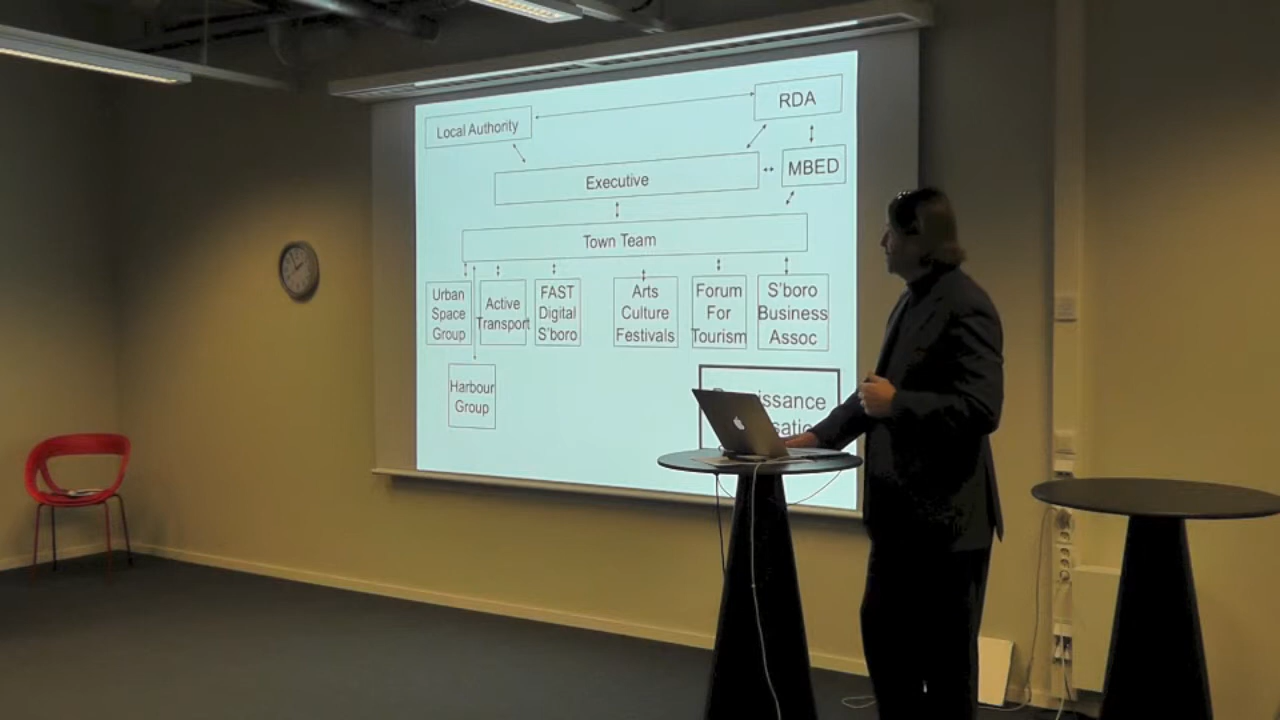 RDA
Local Authority
MBED
Executive
Town Team
Urban
Space
Group
Active
Transport
FAST
Digital
S'boro
Arts
Culture
Festivals
Forum
For
Tourism
S'boro
Business
Assoc
Harbour
Group